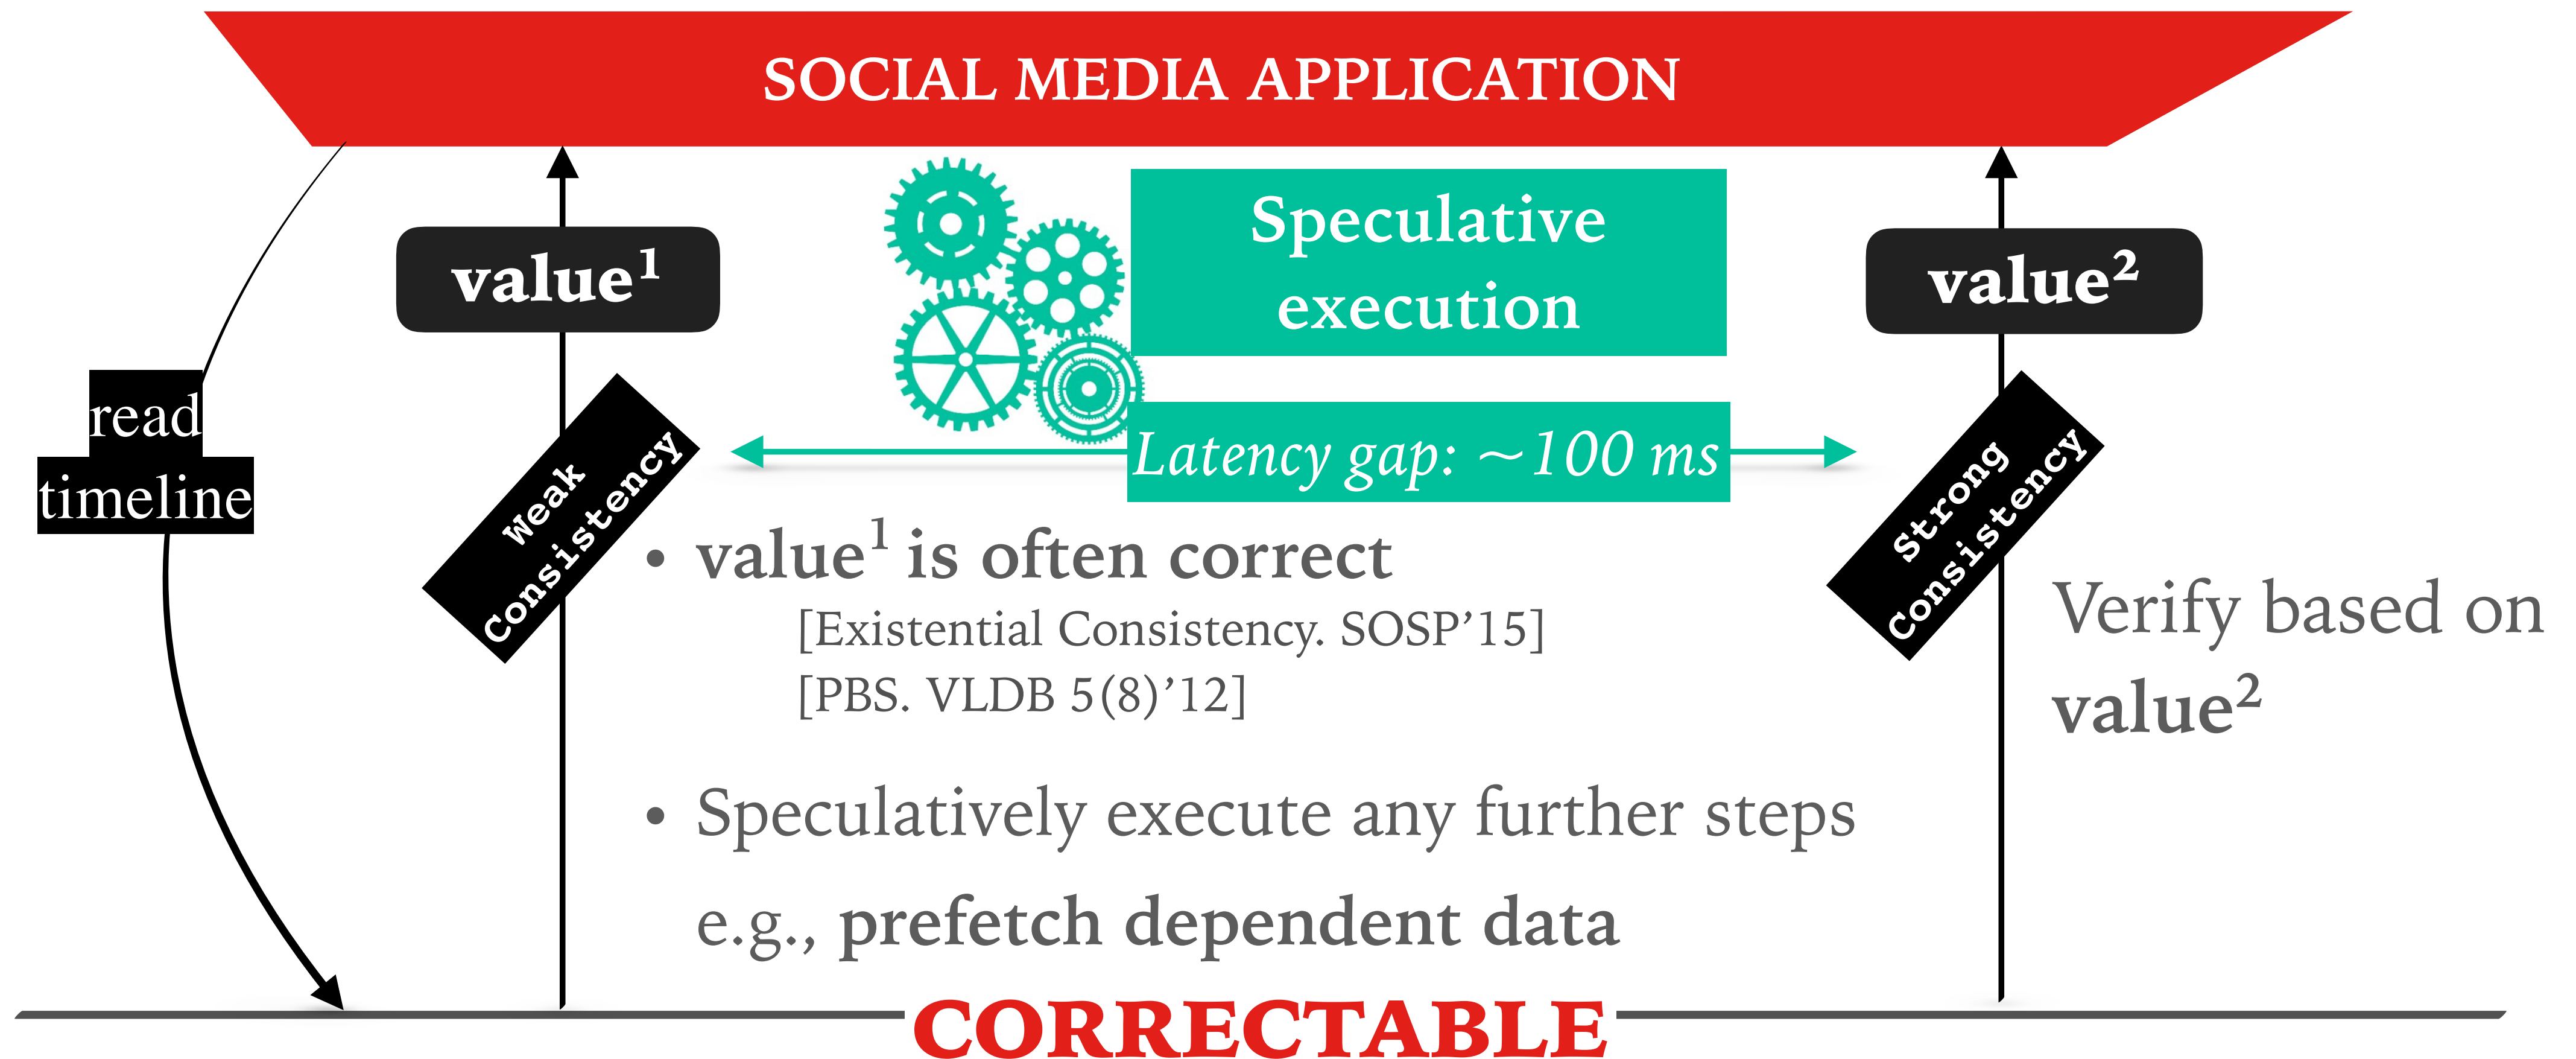 SOCIAL MEDIA APPLICATION
value¹
Speculative
execution
value²
read
timeline
Weak
Consistency
Latency gap: ~100 ms
Strong
Consistency
• value¹ is often correct
[Existential Consistency. SOSP’15]
[PBS. VLDB 5(8)’12]
Verify based on
value²
• Speculatively execute any further steps
e.g., prefetch dependent data
CORRECTABLE